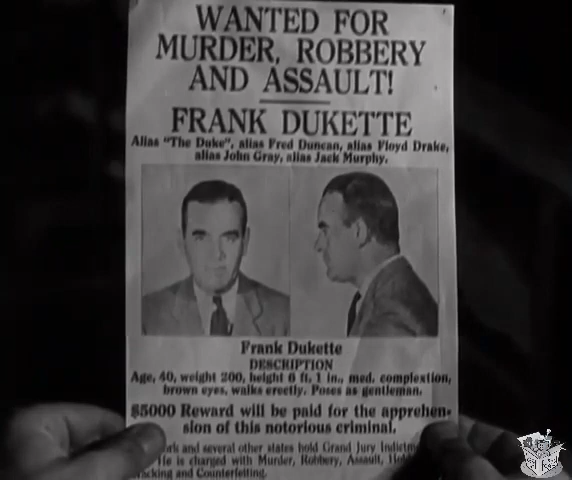 WANTED FOR
MURDER, ROBBERY
AND ASSAULT!
FRANK DUKETTE
Alias "The Duke", alias Fred Duncan, alias Floyd Drake,
alias John Gray, alias Jack Murphy.
Frank Dukette
DESCRIPTION
Age, 40, weight 200, height 6 ft. 1 in., med. complextion,
brown eyes, walks erectly. Poses as gentleman.
$5000 Reward will be paid for the apprehen-
sion of this notorious criminal.
and several other states hold Grand Jury
He is charged with Murder, Robbery, Assault,
and Counterfeiting.